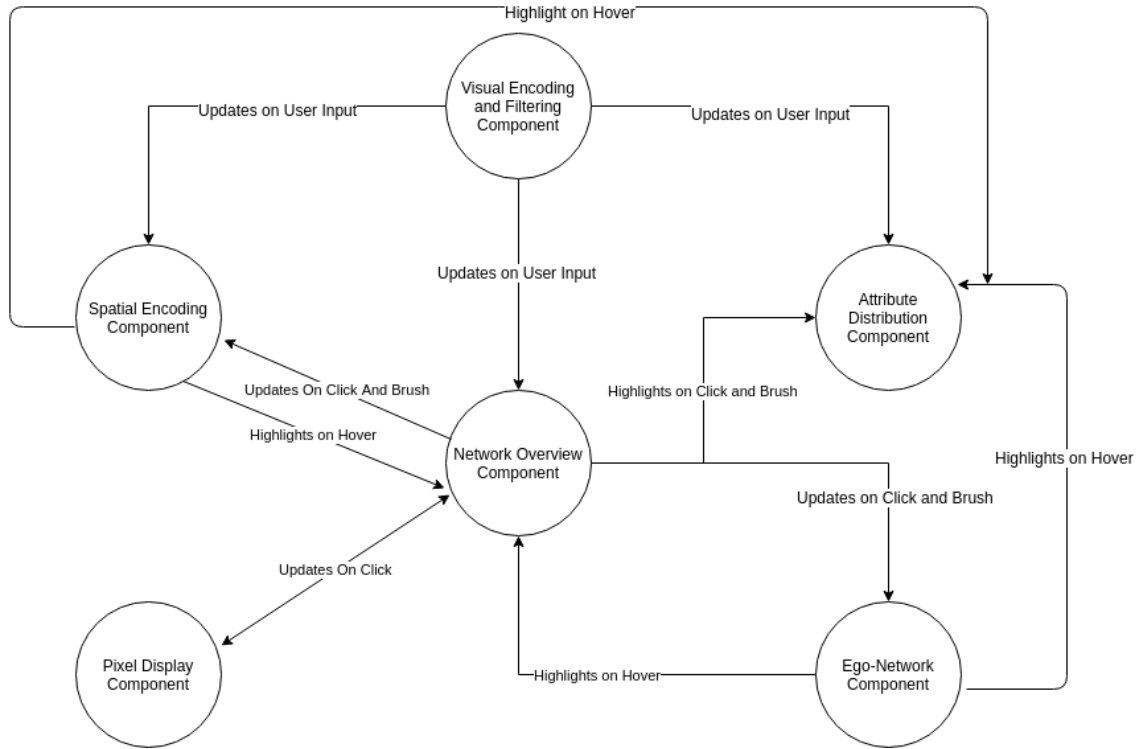 Highlight on Hover
Visual Encoding
and Filtering
Component
Updates on User Input
Updates on User Input
Updates on User Input
Spatial Encoding
Component
Attribute
Distribution
Component
Updates On Click And Brush
Highlights on Click and Brush
Highlights on Hover
Network Overview
Component
Highlights on Hover
Updates on Click and Brush
Updates On Click
Pixel Display
Component
Highlights on Hover
Ego-Network
Component